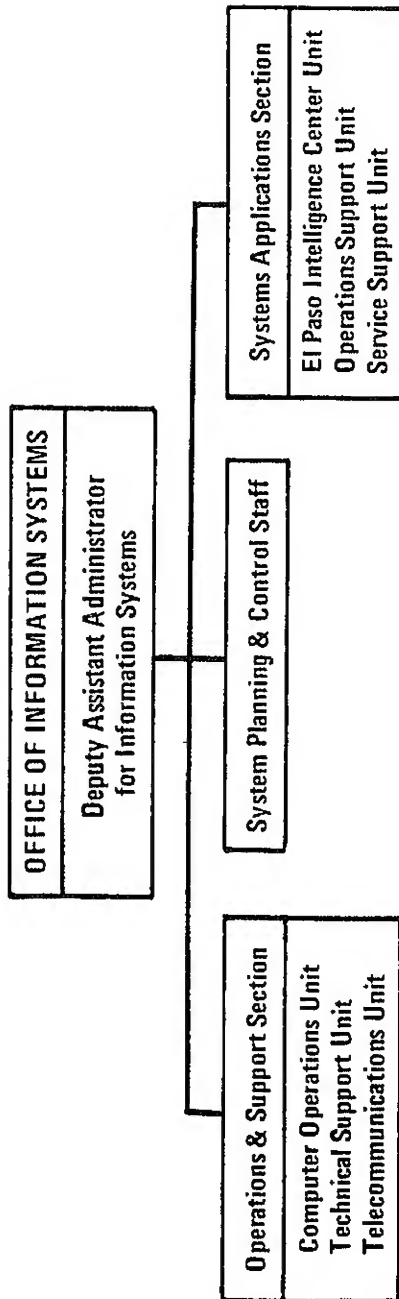 OFFICE OF INFORMATION SYSTEMS
Deputy Assistant Administrator
for Information Systems
Operations & Support Section
Computer Operations Unit
Technical Support Unit
Telecommunications Unit
System Planning & Control Staff
Systems Applications Section
El Paso Intelligence Center Unit
Operations Support Unit
Service Support Unit